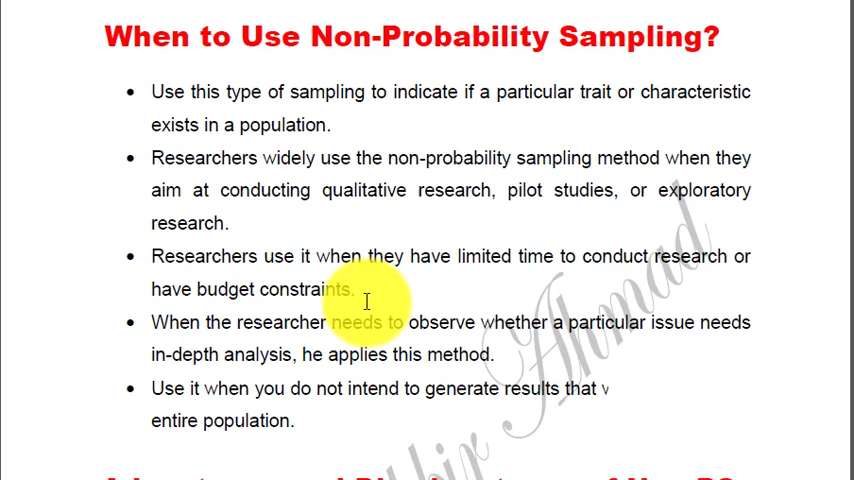 When to Use Non-Probability Sampling?
• Use this type of sampling to indicate if a particular trait or characteristic
exists in a population.
• Researchers widely use the non-probability sampling method when they
aim at conducting qualitative research, pilot studies, or exploratory
research.
• Researchers use it when they have limited time to conduct research or
have budget constraints.
• When the researcher needs to observe whether a particular issue needs
in-depth analysis, he applies this method.
• Use it when you do not intend to generate results that
entire population.
Ahmad